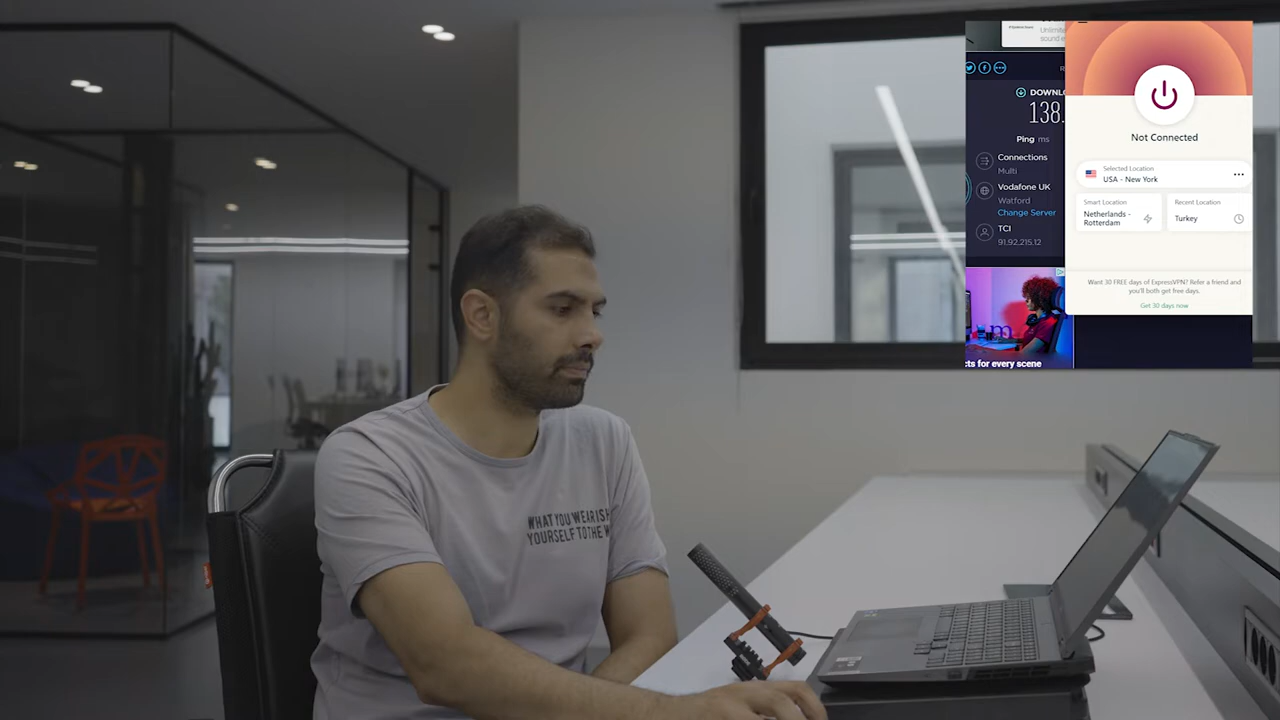 Unlimite
sound e
DOWNLO
138.
Ping ms
Connections
Multi
Vodafone UK
Watford
Change Server
TCI
91.92.215.12
cts for every scene
Not Connected
Selected Location
USA - New York
Smart Location
Netherlands -
Rotterdam
Recent Location
Turkey
Want 30 FREE days of ExpressVPN? Refer a friend and
you'll both get free days.
Get 30 days now
WHAT YOU WEAR IS H
YOURSELF TO THE W